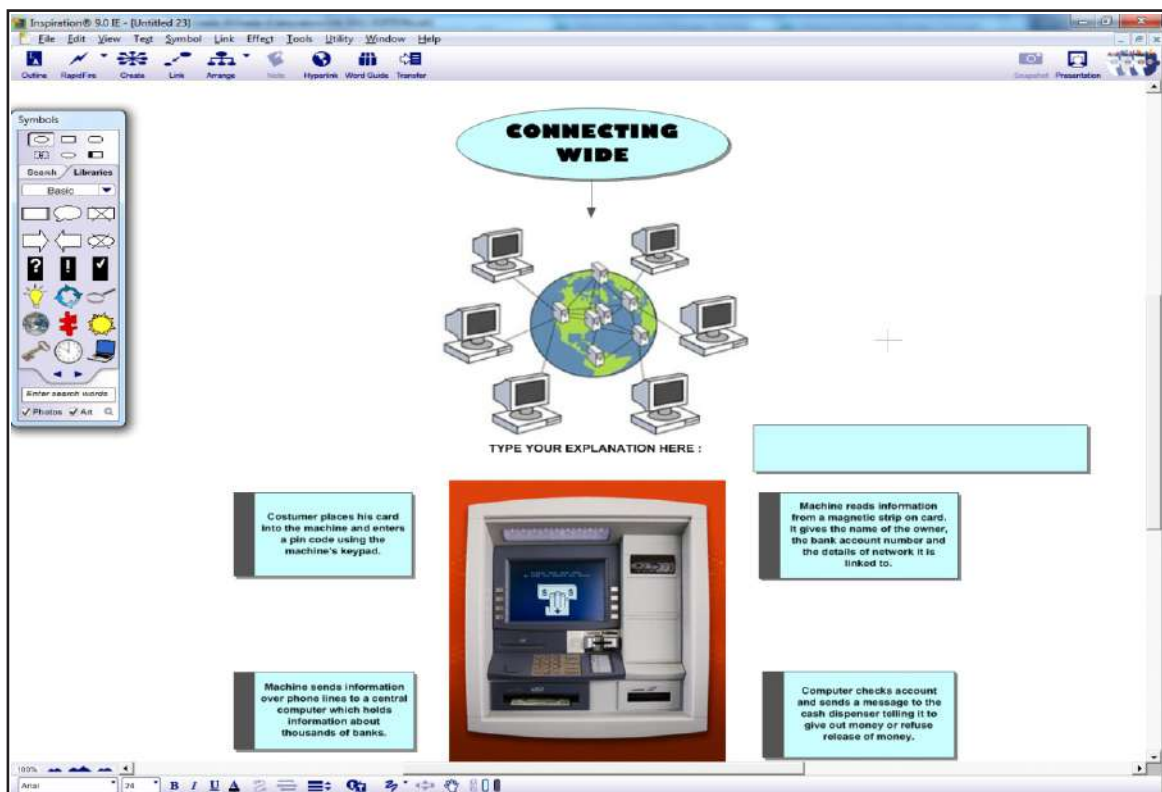 Inspiration® 9.0 IE - [Untitled 23]
File Edit View Text Symbol Link Effect Tools Utility Window Help
Outline RapidFire Create Link Arrange Note Hyperlink Word Guide Transfer Snapshot Presentation
Symbols
Search Libraries
Basic
Enter search words
Photos Art
CONNECTING
WIDE
TYPE YOUR EXPLANATION HERE :
Costumer places his card
into the machine and enters
a pin code using the
machine's keypad.
Machine reads information
from a magnetic strip on card.
It gives the name of the owner,
the bank account number and
the details of network it is
linked to.
Machine sends information
over phone lines to a central
computer which holds
information about
thousands of banks.
Computer checks account
and sends a message to the
cash dispenser telling it to
give out money or refuse
release of money.
100%
Arial 24 B I U A